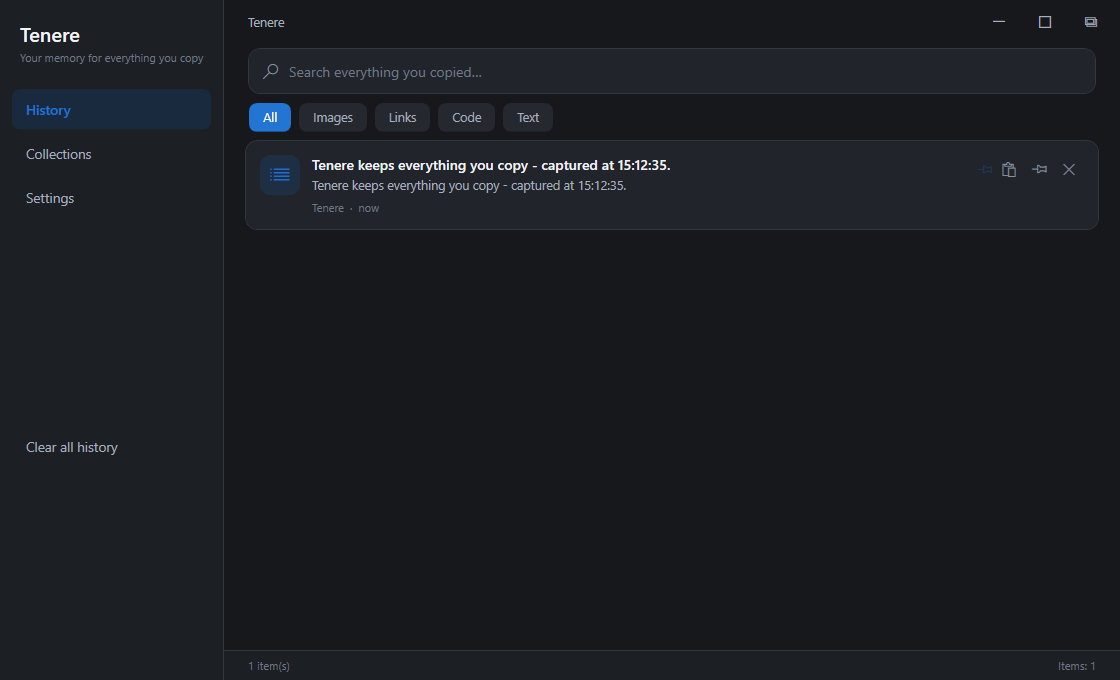 Tenere
Your memory for everything you copy
History
Collections
Settings
Clear all history
Tenere
Search everything you copied...
All
Images
Links
Code
Text
Tenere keeps everything you copy - captured at 15:12:35.
Tenere keeps everything you copy - captured at 15:12:35.
Tenere · now
1 item(s)
Items: 1